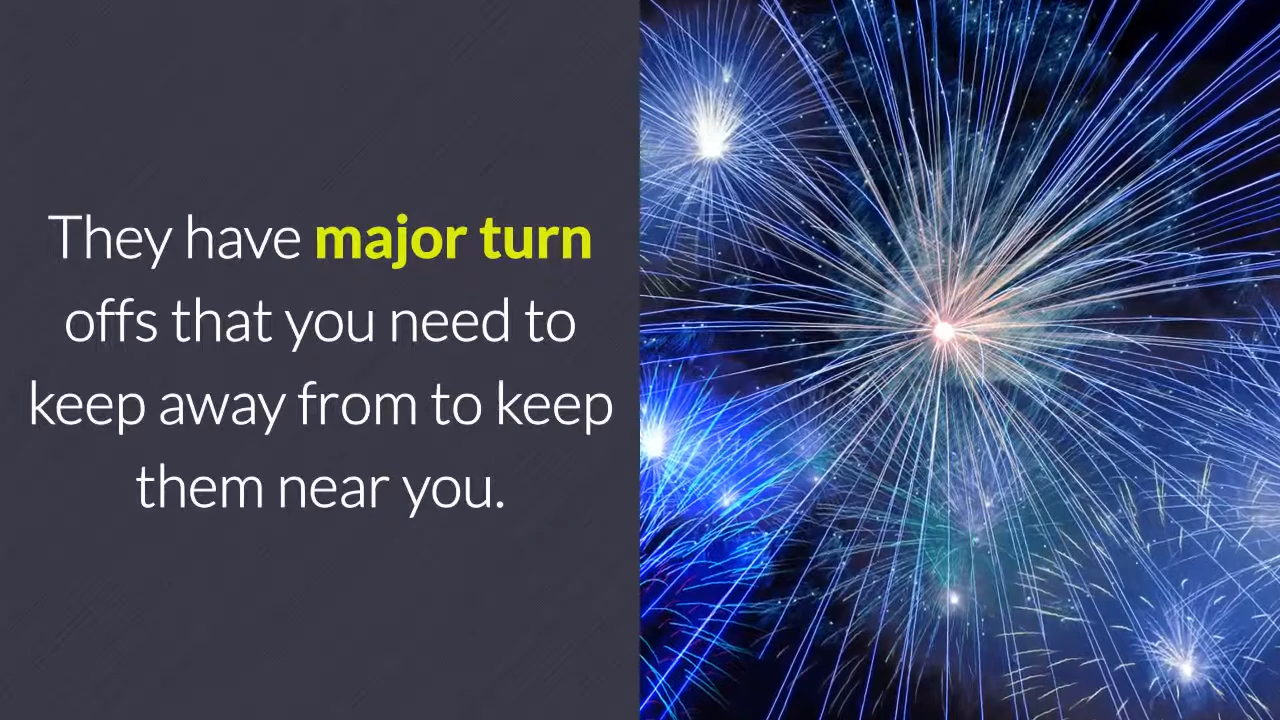 They have major turn
offs that you need to
keep away from to keep
them near you.